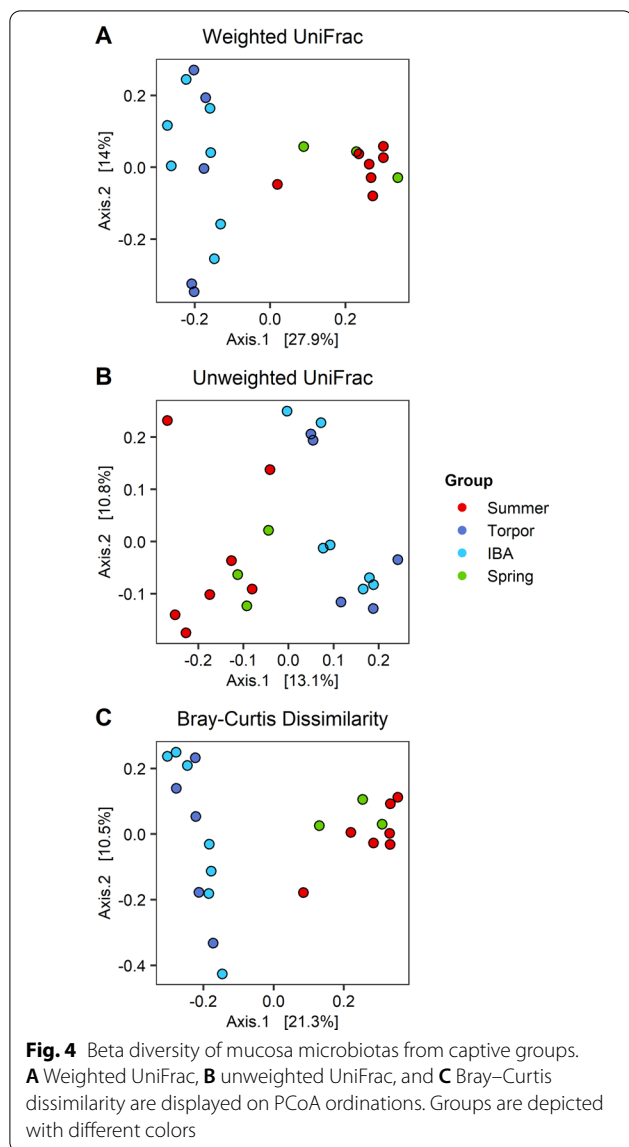 A
Weighted UniFrac
0.2
0.0
-0.2
Axis.2 [14%]
-0.2 0.0 0.2
Axis.1 [27.9%]
B
Unweighted UniFrac
0.2
0.1
0.0
-0.1
Axis.2 [10.8%]
-0.2 -0.1 0.0 0.1 0.2
Axis.1 [13.1%]
Group
Summer
Torpor
IBA
Spring
C
Bray-Curtis Dissimilarity
0.2
0.0
-0.2
-0.4
Axis.2 [10.5%]
-0.2 0.0 0.2
Axis.1 [21.3%]
Fig. 4 Beta diversity of mucosa microbiotas from captive groups.
A Weighted UniFrac, B unweighted UniFrac, and C Bray–Curtis
dissimilarity are displayed on PCoA ordinations. Groups are depicted
with different colors